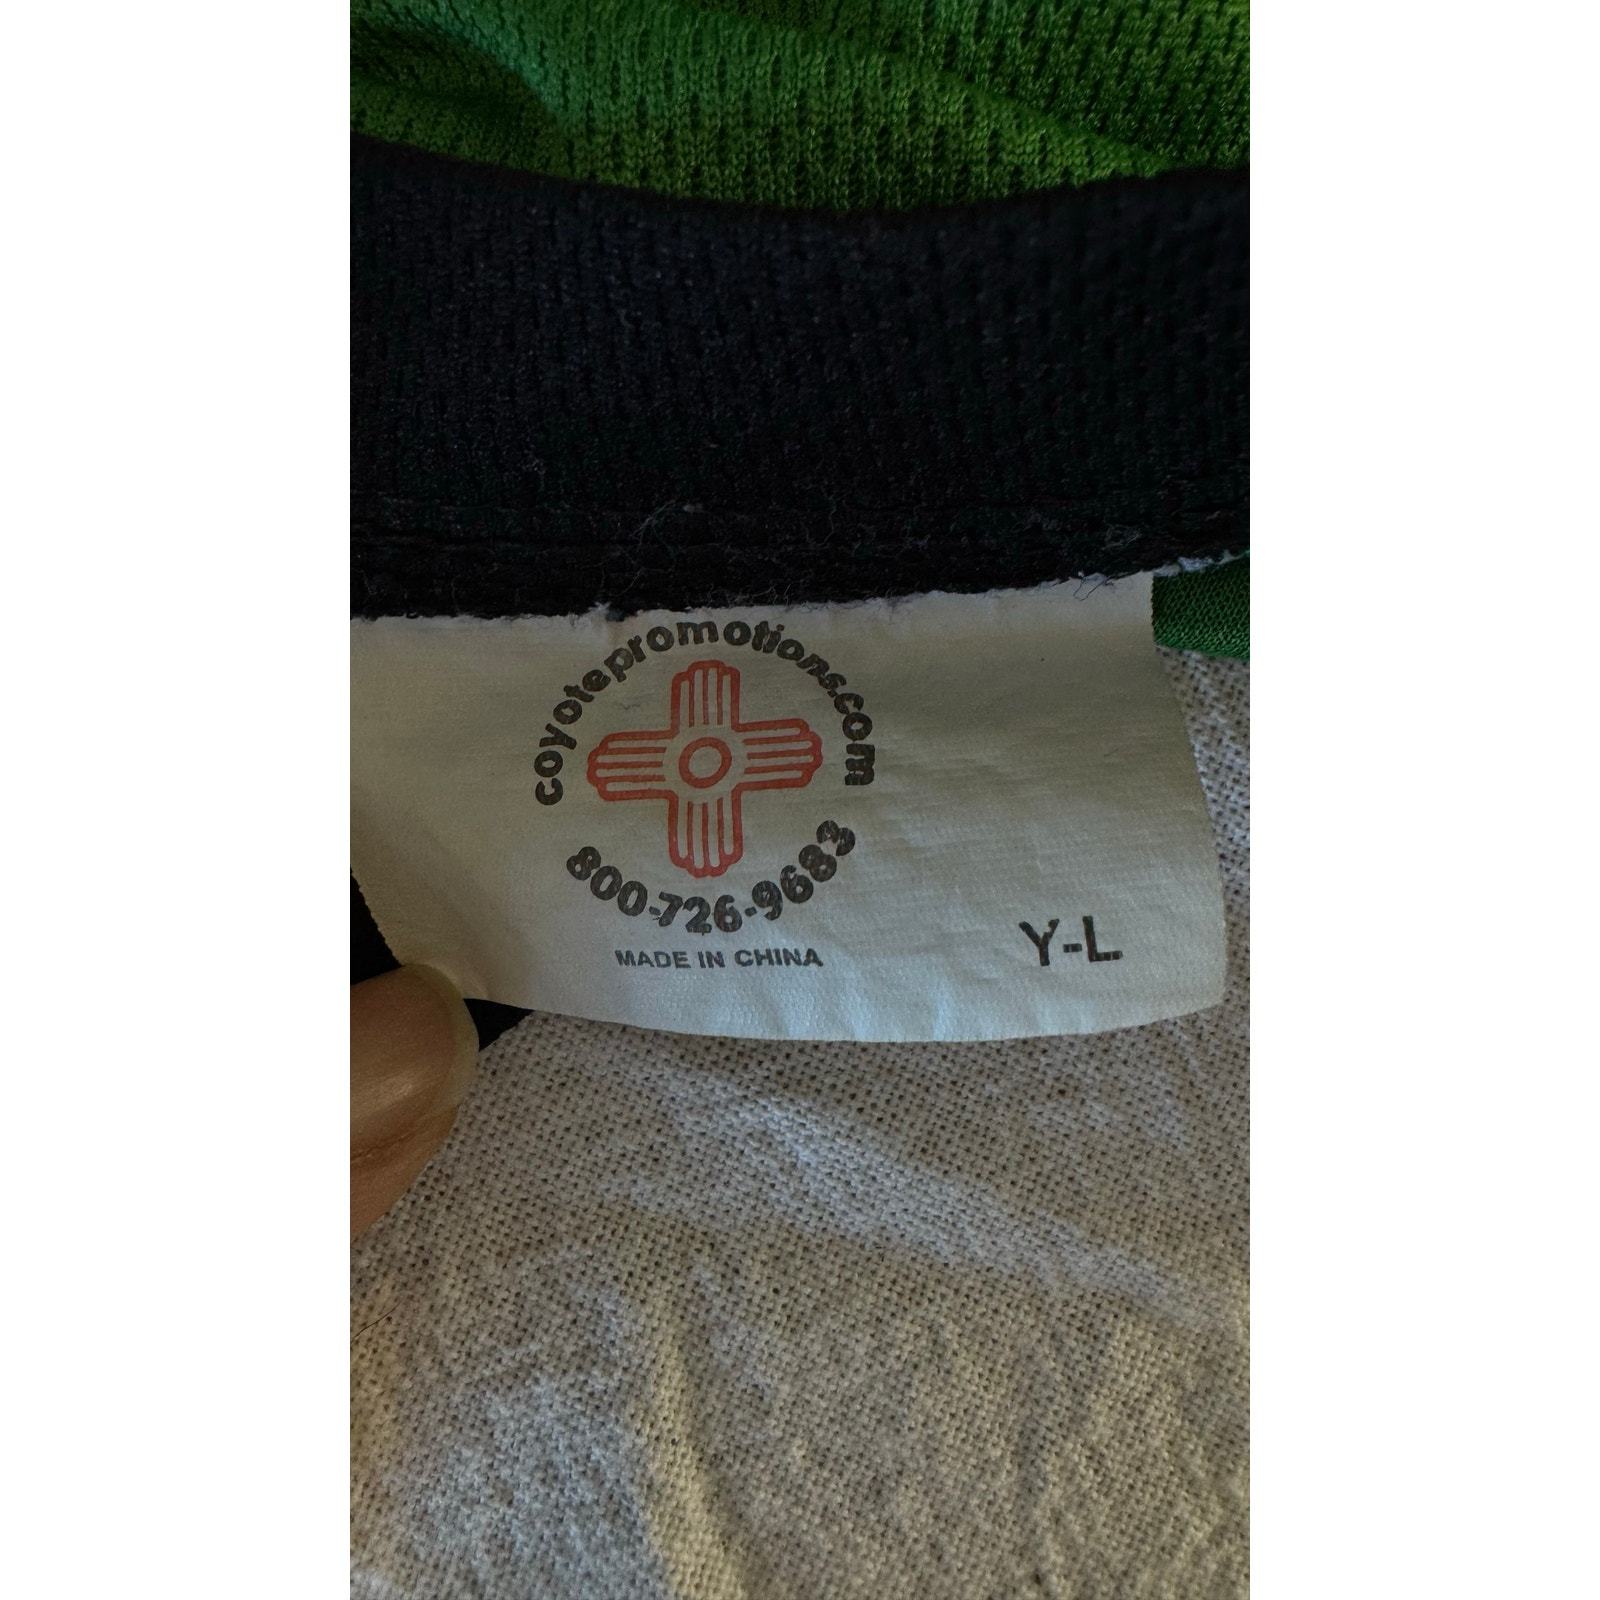 coyotepromotions.com
800-726-9683
MADE IN CHINA
Y-L